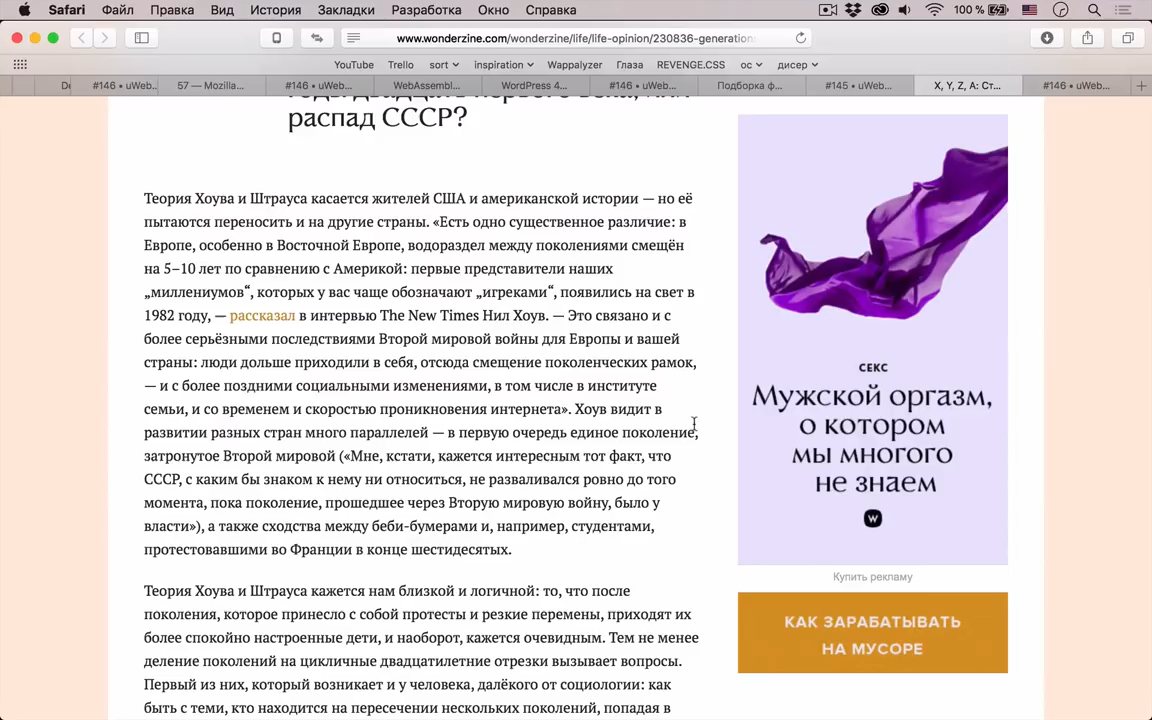 Safari Файл Правка Вид История Закладки Разработка Окно Справка 100 %
www.wonderzine.com/wonderzine/life/life-opinion/230836-generation
YouTube Trello sort inspiration Wappalyzer Глаза REVENGE.CSS ос дисер
De #146 • uWeb... 57 — Mozilla... #146 • uWeb... WebAssembl... WordPress 4... #146 • uWeb... Подборка ф... #145 • uWeb... X, Y, Z, A: Ст... #146 • uWeb...
распад СССР?
Теория Хоува и Штрауса касается жителей США и американской истории — но её
пытаются переносить и на другие страны. «Есть одно существенное различие: в
Европе, особенно в Восточной Европе, водораздел между поколениями смещён
на 5–10 лет по сравнению с Америкой: первые представители наших
„миллениумов“, которых у вас чаще обозначают „игреками“, появились на свет в
1982 году, — рассказал в интервью The New Times Нил Хоув. — Это связано и с
более серьёзными последствиями Второй мировой войны для Европы и вашей
страны: люди дольше приходили в себя, отсюда смещение поколенческих рамок,
— и с более поздними социальными изменениями, в том числе в институте
семьи, и со временем и скоростью проникновения интернета». Хоув видит в
развитии разных стран много параллелей — в первую очередь единое поколение,
затронутое Второй мировой («Мне, кстати, кажется интересным тот факт, что
СССР, с каким бы знаком к нему ни относиться, не разваливался ровно до того
момента, пока поколение, прошедшее через Вторую мировую войну, было у
власти»), а также сходства между беби-бумерами и, например, студентами,
протестовавшими во Франции в конце шестидесятых.
Теория Хоува и Штрауса кажется нам близкой и логичной: то, что после
поколения, которое принесло с собой протесты и резкие перемены, приходят их
более спокойно настроенные дети, и наоборот, кажется очевидным. Тем не менее
деление поколений на цикличные двадцатилетние отрезки вызывает вопросы.
Первый из них, который возникает и у человека, далёкого от социологии: как
быть с теми, кто находится на пересечении нескольких поколений, попадая в
СЕКС
Мужской оргазм,
о котором
мы многого
не знаем
W
Купить рекламу
КАК ЗАРАБАТЫВАТЬ
НА МУСОРЕ